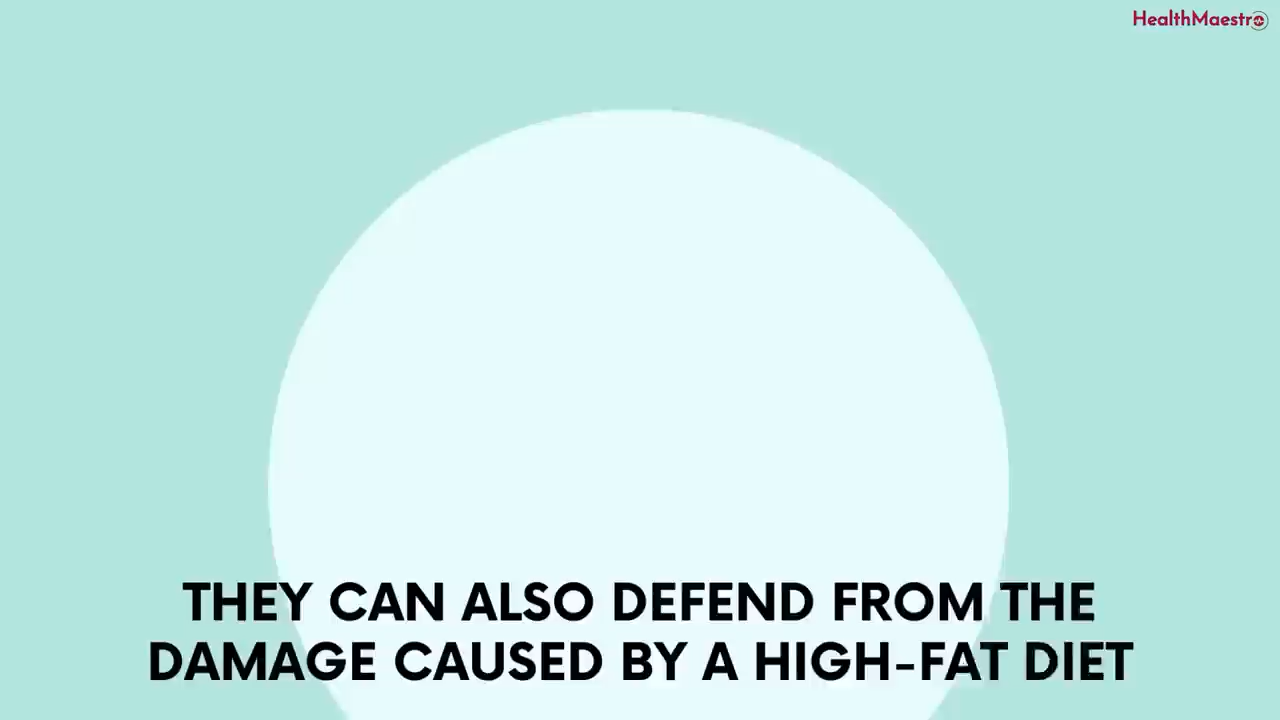 HealthMaestro
THEY CAN ALSO DEFEND FROM THE
DAMAGE CAUSED BY A HIGH-FAT DIET